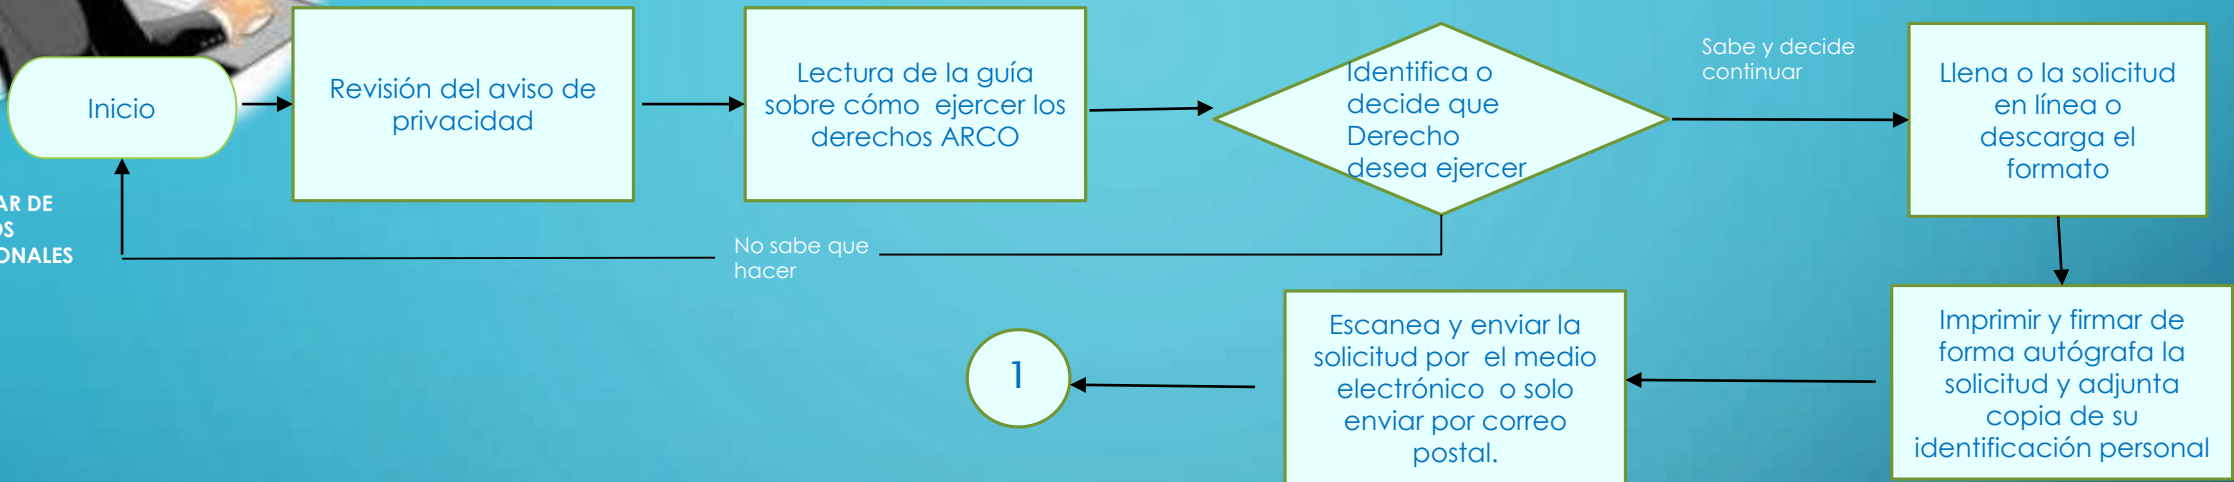 Inicio
Revisión del aviso de
privacidad
Lectura de la guía
sobre cómo ejercer los
derechos ARCO
Identifica o
decide que
Derecho
desea ejercer
Sabe y decide
continuar
Llena o la solicitud
en línea o
descarga el
formato
AR DE
OS
ONALES
No sabe que
hacer
Imprimir y firmar de
forma autógrafa la
solicitud y adjunta
copia de su
identificación personal
Escanea y enviar la
solicitud por el medio
electrónico o solo
enviar por correo
postal.
1